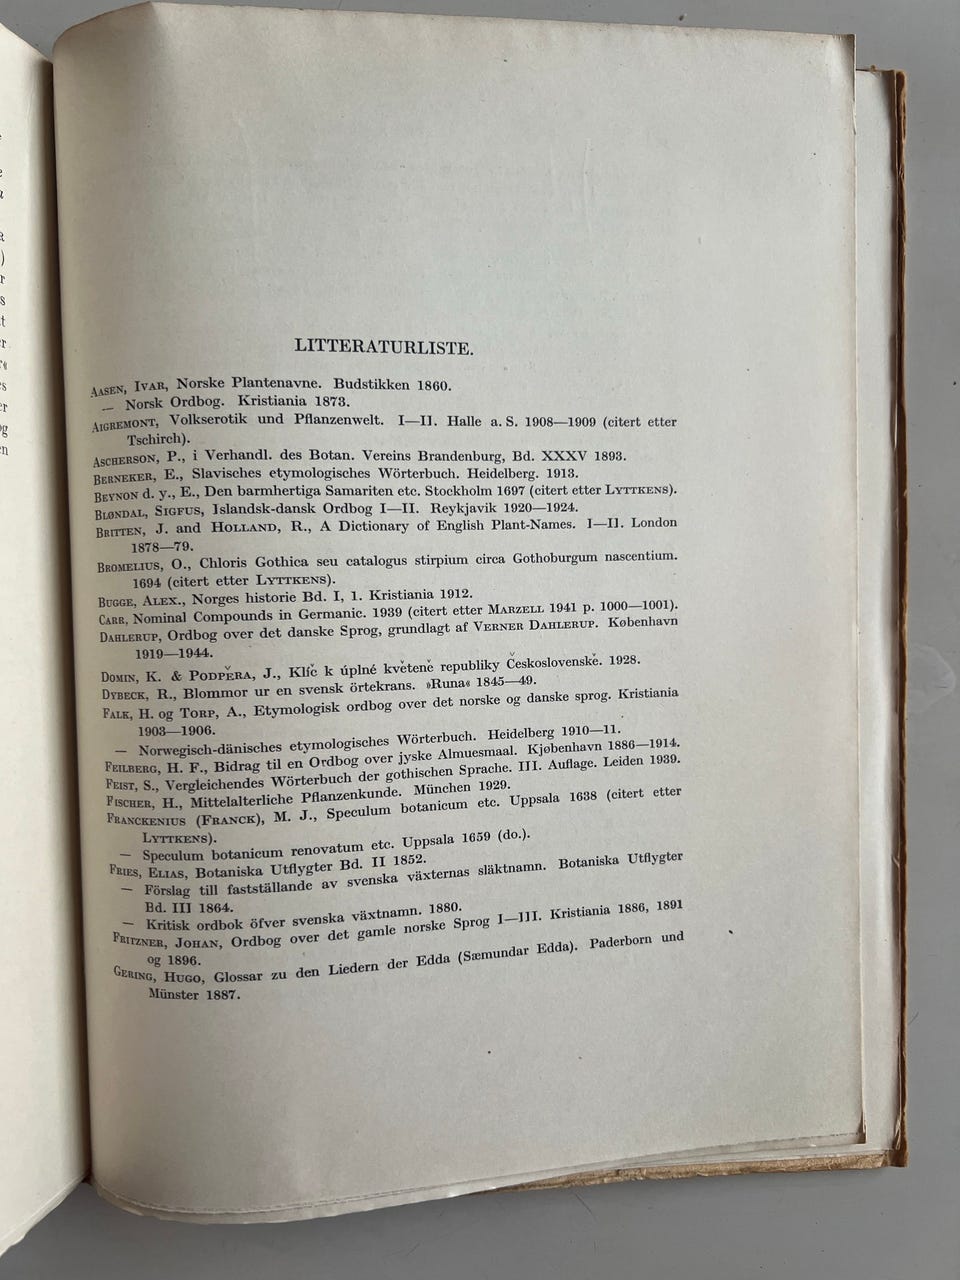 LITTERATURLISTE.
AASEN, IVAR, Norske Plantenavne. Budstikken 1860.
— Norsk Ordbog. Kristiania 1873.
AIGREMONT, Volkserotik und Pflanzenwelt. I—II. Halle a. S. 1908—1909 (citert etter
Tschirch).
ASCHERSON, P., i Verhandl. des Botan. Vereins Brandenburg, Bd. XXXV 1893.
BERNEKER, E., Slavisches etymologisches Wörterbuch. Heidelberg. 1913.
BEYNON d. y., E., Den barmhertiga Samariten etc. Stockholm 1697 (citert etter LYTTKENS).
BLØNDAL, SIGFUS, Islandsk-dansk Ordbog I—II. Reykjavik 1920—1924.
BRITTEN, J. and HOLLAND, R., A Dictionary of English Plant-Names. I—II. London
1878—79.
BROMELIUS, O., Chloris Gothica seu catalogus stirpium circa Gothoburgum nascentium.
1694 (citert etter LYTTKENS).
BUGGE, ALEX., Norges historie Bd. I, 1. Kristiania 1912.
CARR, Nominal Compounds in Germanic. 1939 (citert etter MARZELL 1941 p. 1000—1001).
DAHLERUP, Ordbog over det danske Sprog, grundlagt af VERNER DAHLERUP. København
1919—1944.
DOMIN, K. & PODPĚRA, J., Klíč k úplné květeně republiky Československé. 1928.
DYBECK, R., Blommor ur en svensk örtekrans. »Runa« 1845—49.
FALK, H. og TORP, A., Etymologisk ordbog over det norske og danske sprog. Kristiania
1903—1906.
— Norwegisch-dänisches etymologisches Wörterbuch. Heidelberg 1910—11.
FEILBERG, H. F., Bidrag til en Ordbog over jyske Almuesmaal. Kjøbenhavn 1886—1914.
FEIST, S., Vergleichendes Wörterbuch der gothischen Sprache. III. Auflage. Leiden 1939.
FISCHER, H., Mittelalterliche Pflanzenkunde. München 1929.
FRANCKENIUS (FRANCK), M. J., Speculum botanicum etc. Uppsala 1638 (citert etter
LYTTKENS).
— Speculum botanicum renovatum etc. Uppsala 1659 (do.).
FRIES, ELIAS, Botaniska Utflygter Bd. II 1852.
— Förslag till fastställande av svenska växternas släktnamn. Botaniska Utflygter
Bd. III 1864.
— Kritisk ordbok öfver svenska växtnamn. 1880.
FRITZNER, JOHAN, Ordbog over det gamle norske Sprog I—III. Kristiania 1886, 1891
og 1896.
GERING, HUGO, Glossar zu den Liedern der Edda (Sæmundar Edda). Paderborn und
Münster 1887.